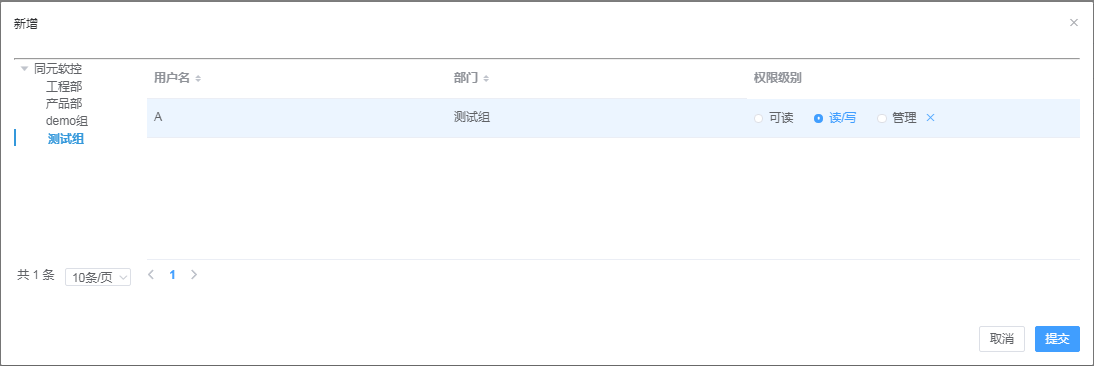 新增
同元软控
工程部
产品部
demo组
测试组
用户名 部门 权限级别
A 测试组 可读 读/写 管理
共 1 条 10条/页 1
取消 提交